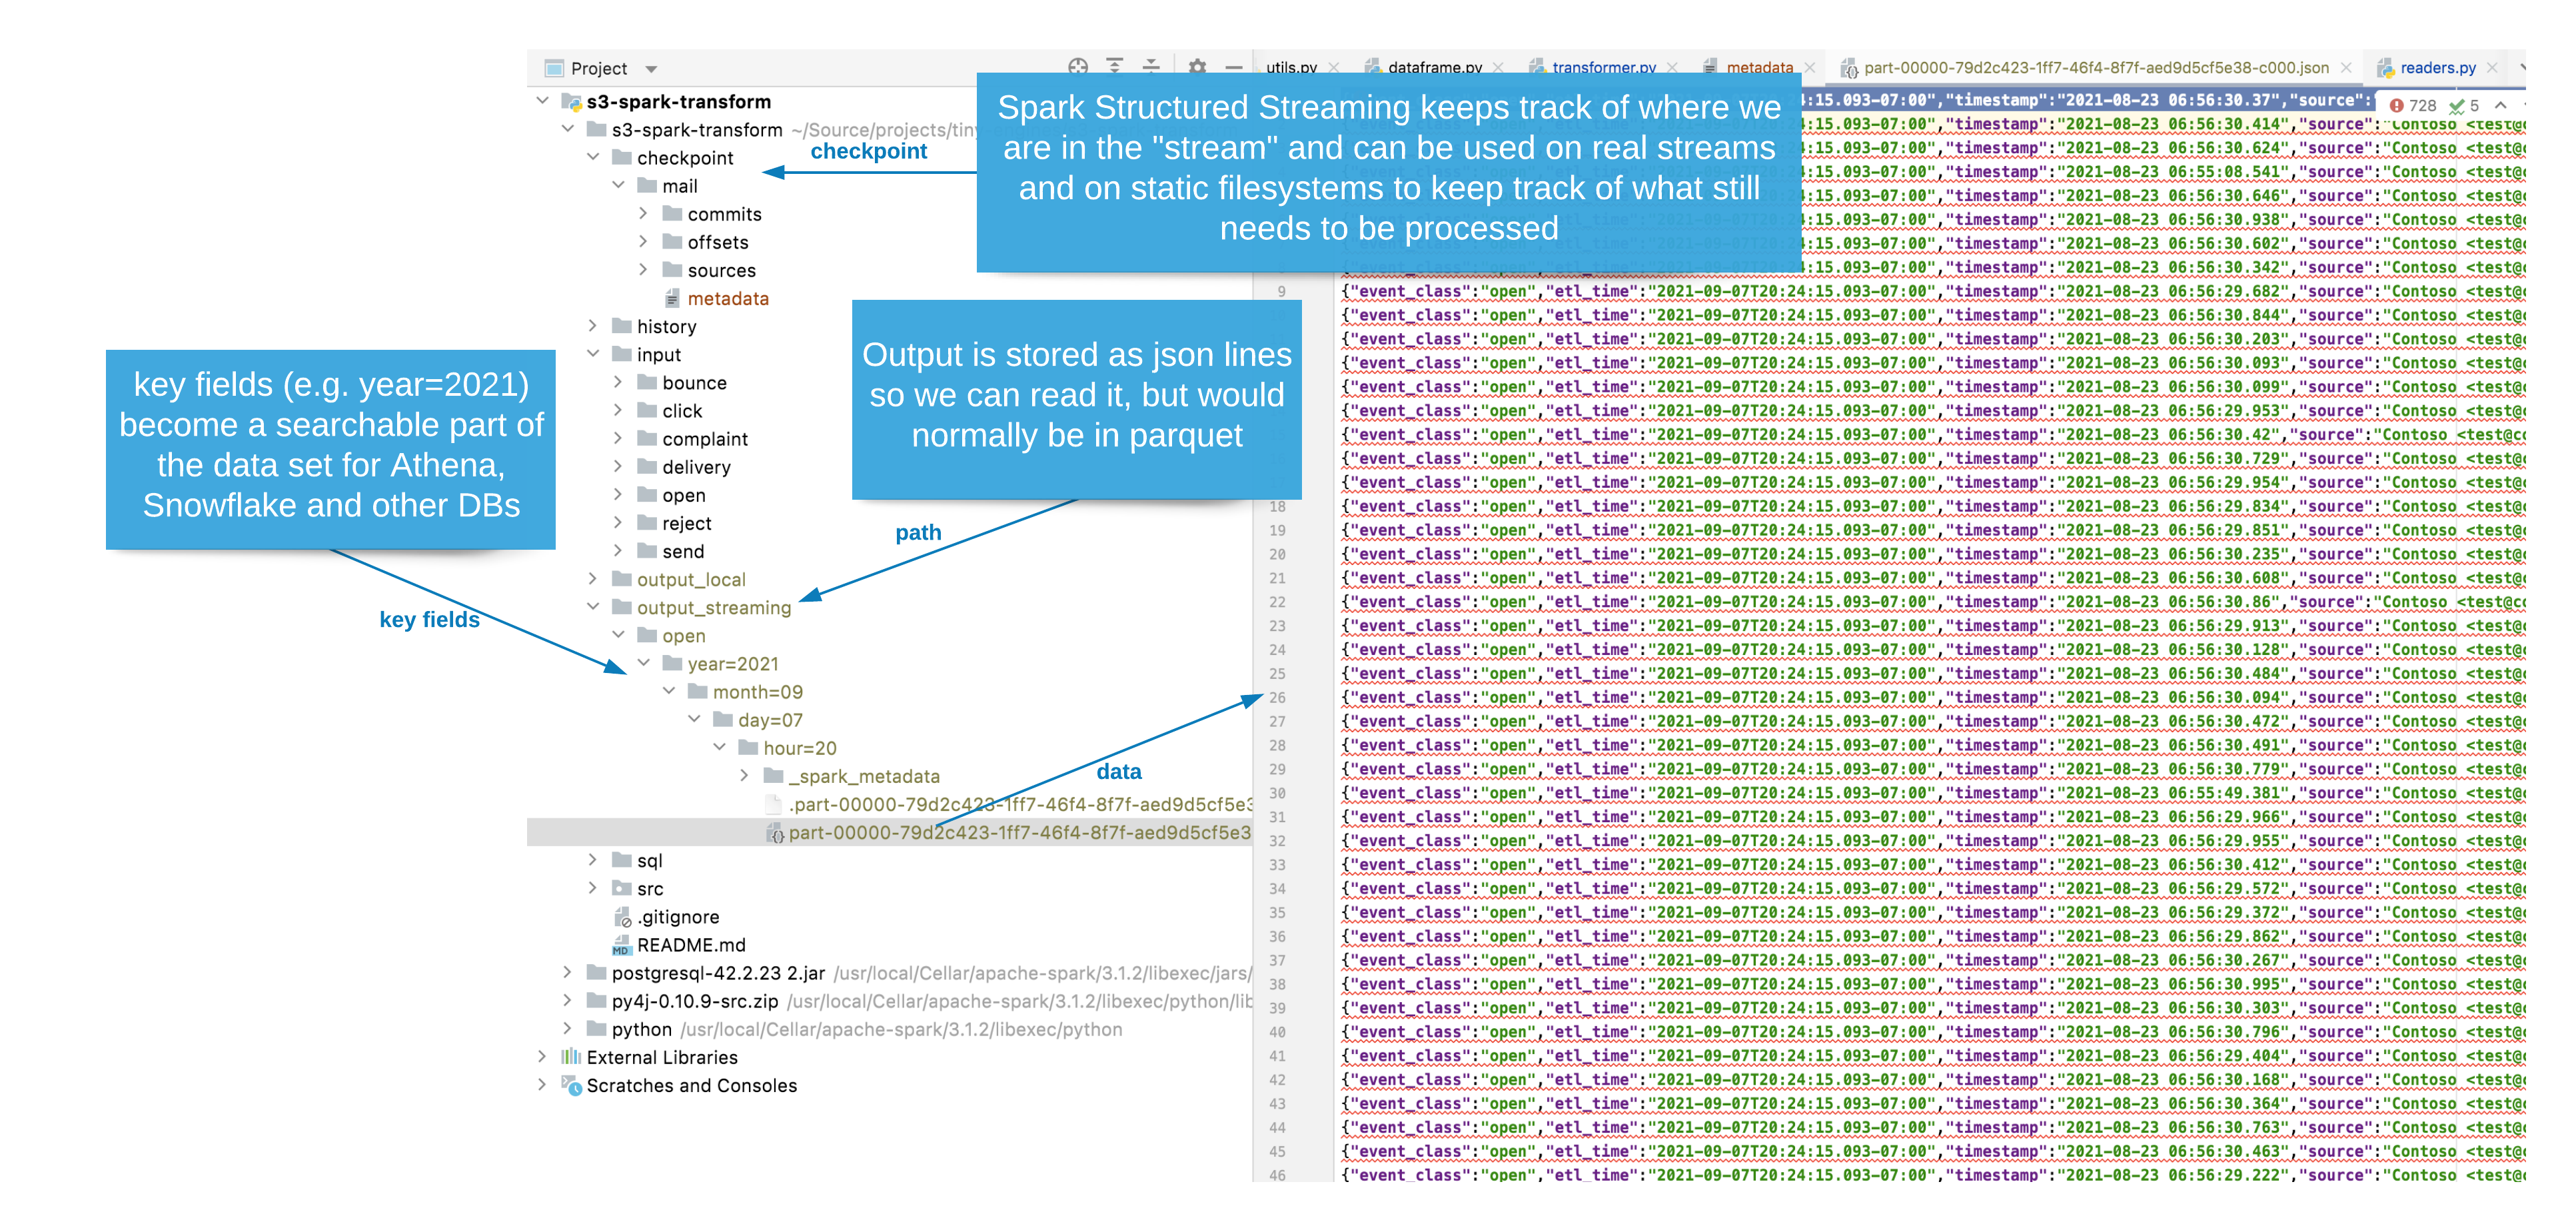 Project
s3-spark-transform
s3-spark-transform ~/Source/projects/tiny
checkpoint
mail
commits
offsets
sources
metadata
history
input
bounce
click
complaint
delivery
open
reject
send
output_local
output_streaming
open
year=2021
month=09
day=07
hour=20
_spark_metadata
.part-00000-79d2c423-1ff7-46f4-8f7f-aed9d5cf5e3
part-00000-79d2c423-1ff7-46f4-8f7f-aed9d5cf5e3
sql
src
.gitignore
README.md
postgresql-42.2.23 2.jar /usr/local/Cellar/apache-spark/3.1.2/libexec/jars/
py4j-0.10.9-src.zip /usr/local/Cellar/apache-spark/3.1.2/libexec/python/lib
python /usr/local/Cellar/apache-spark/3.1.2/libexec/python
External Libraries
Scratches and Consoles
checkpoint
Spark Structured Streaming keeps track of where we
are in the "stream" and can be used on real streams
and on static filesystems to keep track of what still
needs to be processed
key fields (e.g. year=2021)
become a searchable part of
the data set for Athena,
Snowflake and other DBs
key fields
Output is stored as json lines
so we can read it, but would
normally be in parquet
path
data
utils.py dataframe.py transformer.py metadata part-00000-79d2c423-1ff7-46f4-8f7f-aed9d5cf5e38-c000.json readers.py
728 5
4:15.093-07:00","timestamp":"2021-08-23 06:56:30.37","source":
4:15.093-07:00","timestamp":"2021-08-23 06:56:30.414","source":"Contoso <test@c
4:15.093-07:00","timestamp":"2021-08-23 06:56:30.624","source":"Contoso <test@c
4:15.093-07:00","timestamp":"2021-08-23 06:55:08.541","source":"Contoso <test@c
4:15.093-07:00","timestamp":"2021-08-23 06:56:30.646","source":"Contoso <test@c
4:15.093-07:00","timestamp":"2021-08-23 06:56:30.938","source":"Contoso <test@c
4:15.093-07:00","timestamp":"2021-08-23 06:56:30.602","source":"Contoso <test@c
4:15.093-07:00","timestamp":"2021-08-23 06:56:30.342","source":"Contoso <test@c
9 {"event_class":"open","etl_time":"2021-09-07T20:24:15.093-07:00","timestamp":"2021-08-23 06:56:29.682","source":"Contoso <test@c
{"event_class":"open","etl_time":"2021-09-07T20:24:15.093-07:00","timestamp":"2021-08-23 06:56:30.844","source":"Contoso <test@c
{"event_class":"open","etl_time":"2021-09-07T20:24:15.093-07:00","timestamp":"2021-08-23 06:56:30.203","source":"Contoso <test@c
{"event_class":"open","etl_time":"2021-09-07T20:24:15.093-07:00","timestamp":"2021-08-23 06:56:30.093","source":"Contoso <test@c
{"event_class":"open","etl_time":"2021-09-07T20:24:15.093-07:00","timestamp":"2021-08-23 06:56:30.099","source":"Contoso <test@c
{"event_class":"open","etl_time":"2021-09-07T20:24:15.093-07:00","timestamp":"2021-08-23 06:56:29.953","source":"Contoso <test@c
{"event_class":"open","etl_time":"2021-09-07T20:24:15.093-07:00","timestamp":"2021-08-23 06:56:30.42","source":"Contoso <test@cc
{"event_class":"open","etl_time":"2021-09-07T20:24:15.093-07:00","timestamp":"2021-08-23 06:56:30.729","source":"Contoso <test@c
{"event_class":"open","etl_time":"2021-09-07T20:24:15.093-07:00","timestamp":"2021-08-23 06:56:29.954","source":"Contoso <test@c
18 {"event_class":"open","etl_time":"2021-09-07T20:24:15.093-07:00","timestamp":"2021-08-23 06:56:29.834","source":"Contoso <test@c
19 {"event_class":"open","etl_time":"2021-09-07T20:24:15.093-07:00","timestamp":"2021-08-23 06:56:29.851","source":"Contoso <test@c
20 {"event_class":"open","etl_time":"2021-09-07T20:24:15.093-07:00","timestamp":"2021-08-23 06:56:30.235","source":"Contoso <test@c
21 {"event_class":"open","etl_time":"2021-09-07T20:24:15.093-07:00","timestamp":"2021-08-23 06:56:30.608","source":"Contoso <test@c
22 {"event_class":"open","etl_time":"2021-09-07T20:24:15.093-07:00","timestamp":"2021-08-23 06:56:30.86","source":"Contoso <test@cc
23 {"event_class":"open","etl_time":"2021-09-07T20:24:15.093-07:00","timestamp":"2021-08-23 06:56:29.913","source":"Contoso <test@c
24 {"event_class":"open","etl_time":"2021-09-07T20:24:15.093-07:00","timestamp":"2021-08-23 06:56:30.128","source":"Contoso <test@c
25 {"event_class":"open","etl_time":"2021-09-07T20:24:15.093-07:00","timestamp":"2021-08-23 06:56:30.484","source":"Contoso <test@c
26 {"event_class":"open","etl_time":"2021-09-07T20:24:15.093-07:00","timestamp":"2021-08-23 06:56:30.094","source":"Contoso <test@c
27 {"event_class":"open","etl_time":"2021-09-07T20:24:15.093-07:00","timestamp":"2021-08-23 06:56:30.472","source":"Contoso <test@c
28 {"event_class":"open","etl_time":"2021-09-07T20:24:15.093-07:00","timestamp":"2021-08-23 06:56:30.491","source":"Contoso <test@c
29 {"event_class":"open","etl_time":"2021-09-07T20:24:15.093-07:00","timestamp":"2021-08-23 06:56:30.779","source":"Contoso <test@c
30 {"event_class":"open","etl_time":"2021-09-07T20:24:15.093-07:00","timestamp":"2021-08-23 06:55:49.381","source":"Contoso <test@c
31 {"event_class":"open","etl_time":"2021-09-07T20:24:15.093-07:00","timestamp":"2021-08-23 06:56:29.966","source":"Contoso <test@c
32 {"event_class":"open","etl_time":"2021-09-07T20:24:15.093-07:00","timestamp":"2021-08-23 06:56:29.955","source":"Contoso <test@c
33 {"event_class":"open","etl_time":"2021-09-07T20:24:15.093-07:00","timestamp":"2021-08-23 06:56:30.412","source":"Contoso <test@c
34 {"event_class":"open","etl_time":"2021-09-07T20:24:15.093-07:00","timestamp":"2021-08-23 06:56:29.572","source":"Contoso <test@c
35 {"event_class":"open","etl_time":"2021-09-07T20:24:15.093-07:00","timestamp":"2021-08-23 06:56:29.372","source":"Contoso <test@c
36 {"event_class":"open","etl_time":"2021-09-07T20:24:15.093-07:00","timestamp":"2021-08-23 06:56:29.862","source":"Contoso <test@c
37 {"event_class":"open","etl_time":"2021-09-07T20:24:15.093-07:00","timestamp":"2021-08-23 06:56:30.267","source":"Contoso <test@c
38 {"event_class":"open","etl_time":"2021-09-07T20:24:15.093-07:00","timestamp":"2021-08-23 06:56:30.995","source":"Contoso <test@c
39 {"event_class":"open","etl_time":"2021-09-07T20:24:15.093-07:00","timestamp":"2021-08-23 06:56:30.303","source":"Contoso <test@c
40 {"event_class":"open","etl_time":"2021-09-07T20:24:15.093-07:00","timestamp":"2021-08-23 06:56:30.796","source":"Contoso <test@c
41 {"event_class":"open","etl_time":"2021-09-07T20:24:15.093-07:00","timestamp":"2021-08-23 06:56:29.404","source":"Contoso <test@c
42 {"event_class":"open","etl_time":"2021-09-07T20:24:15.093-07:00","timestamp":"2021-08-23 06:56:30.168","source":"Contoso <test@c
43 {"event_class":"open","etl_time":"2021-09-07T20:24:15.093-07:00","timestamp":"2021-08-23 06:56:30.364","source":"Contoso <test@c
44 {"event_class":"open","etl_time":"2021-09-07T20:24:15.093-07:00","timestamp":"2021-08-23 06:56:30.763","source":"Contoso <test@c
45 {"event_class":"open","etl_time":"2021-09-07T20:24:15.093-07:00","timestamp":"2021-08-23 06:56:30.463","source":"Contoso <test@c
46 {"event_class":"open","etl_time":"2021-09-07T20:24:15.093-07:00","timestamp":"2021-08-23 06:56:29.222","source":"Contoso <test@c